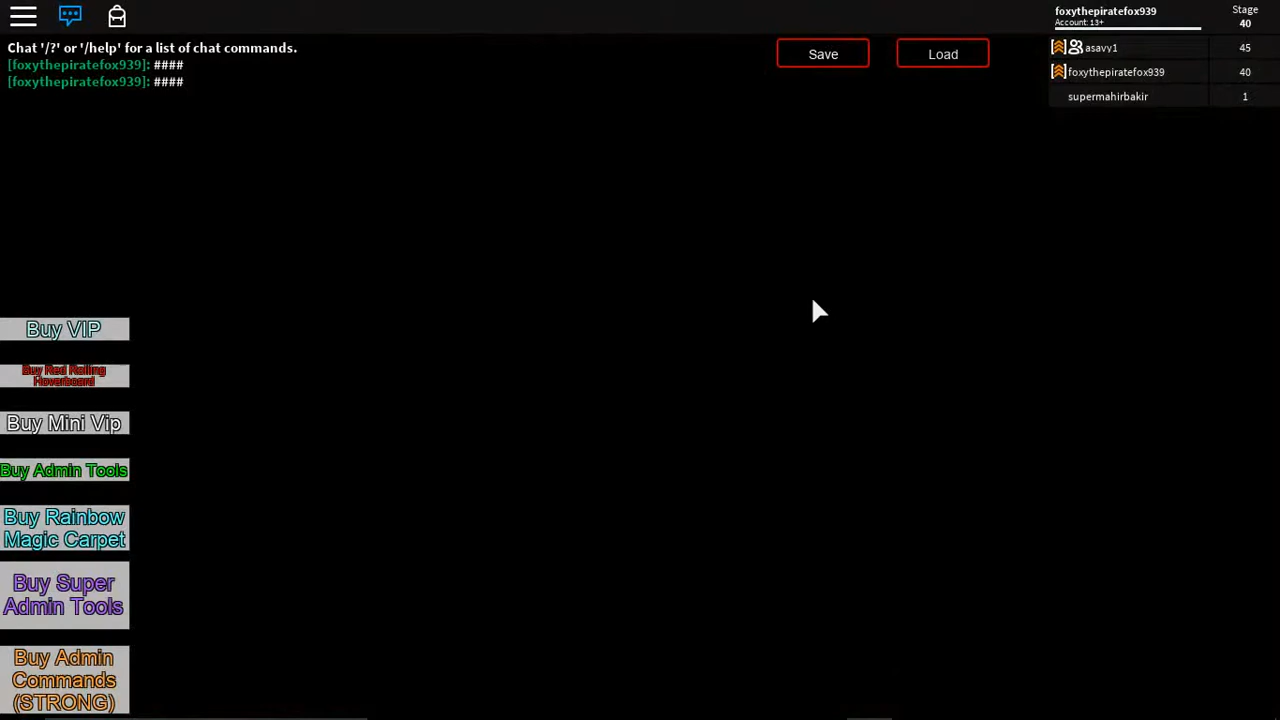 foxythepiratefox939
Account: 13+
Stage
40
Chat '/?' or '/help' for a list of chat commands.
[foxythepiratefox939]: ####
[foxythepiratefox939]: ####
Save
Load
asavy1 45
foxythepiratefox939 40
supermahirbakir 1
Buy VIP
Buy Red Rolling
Hoverboard
Buy Mini Vip
Buy Admin Tools
Buy Rainbow
Magic Carpet
Buy Super
Admin Tools
Buy Admin
Commands
(STRONG)